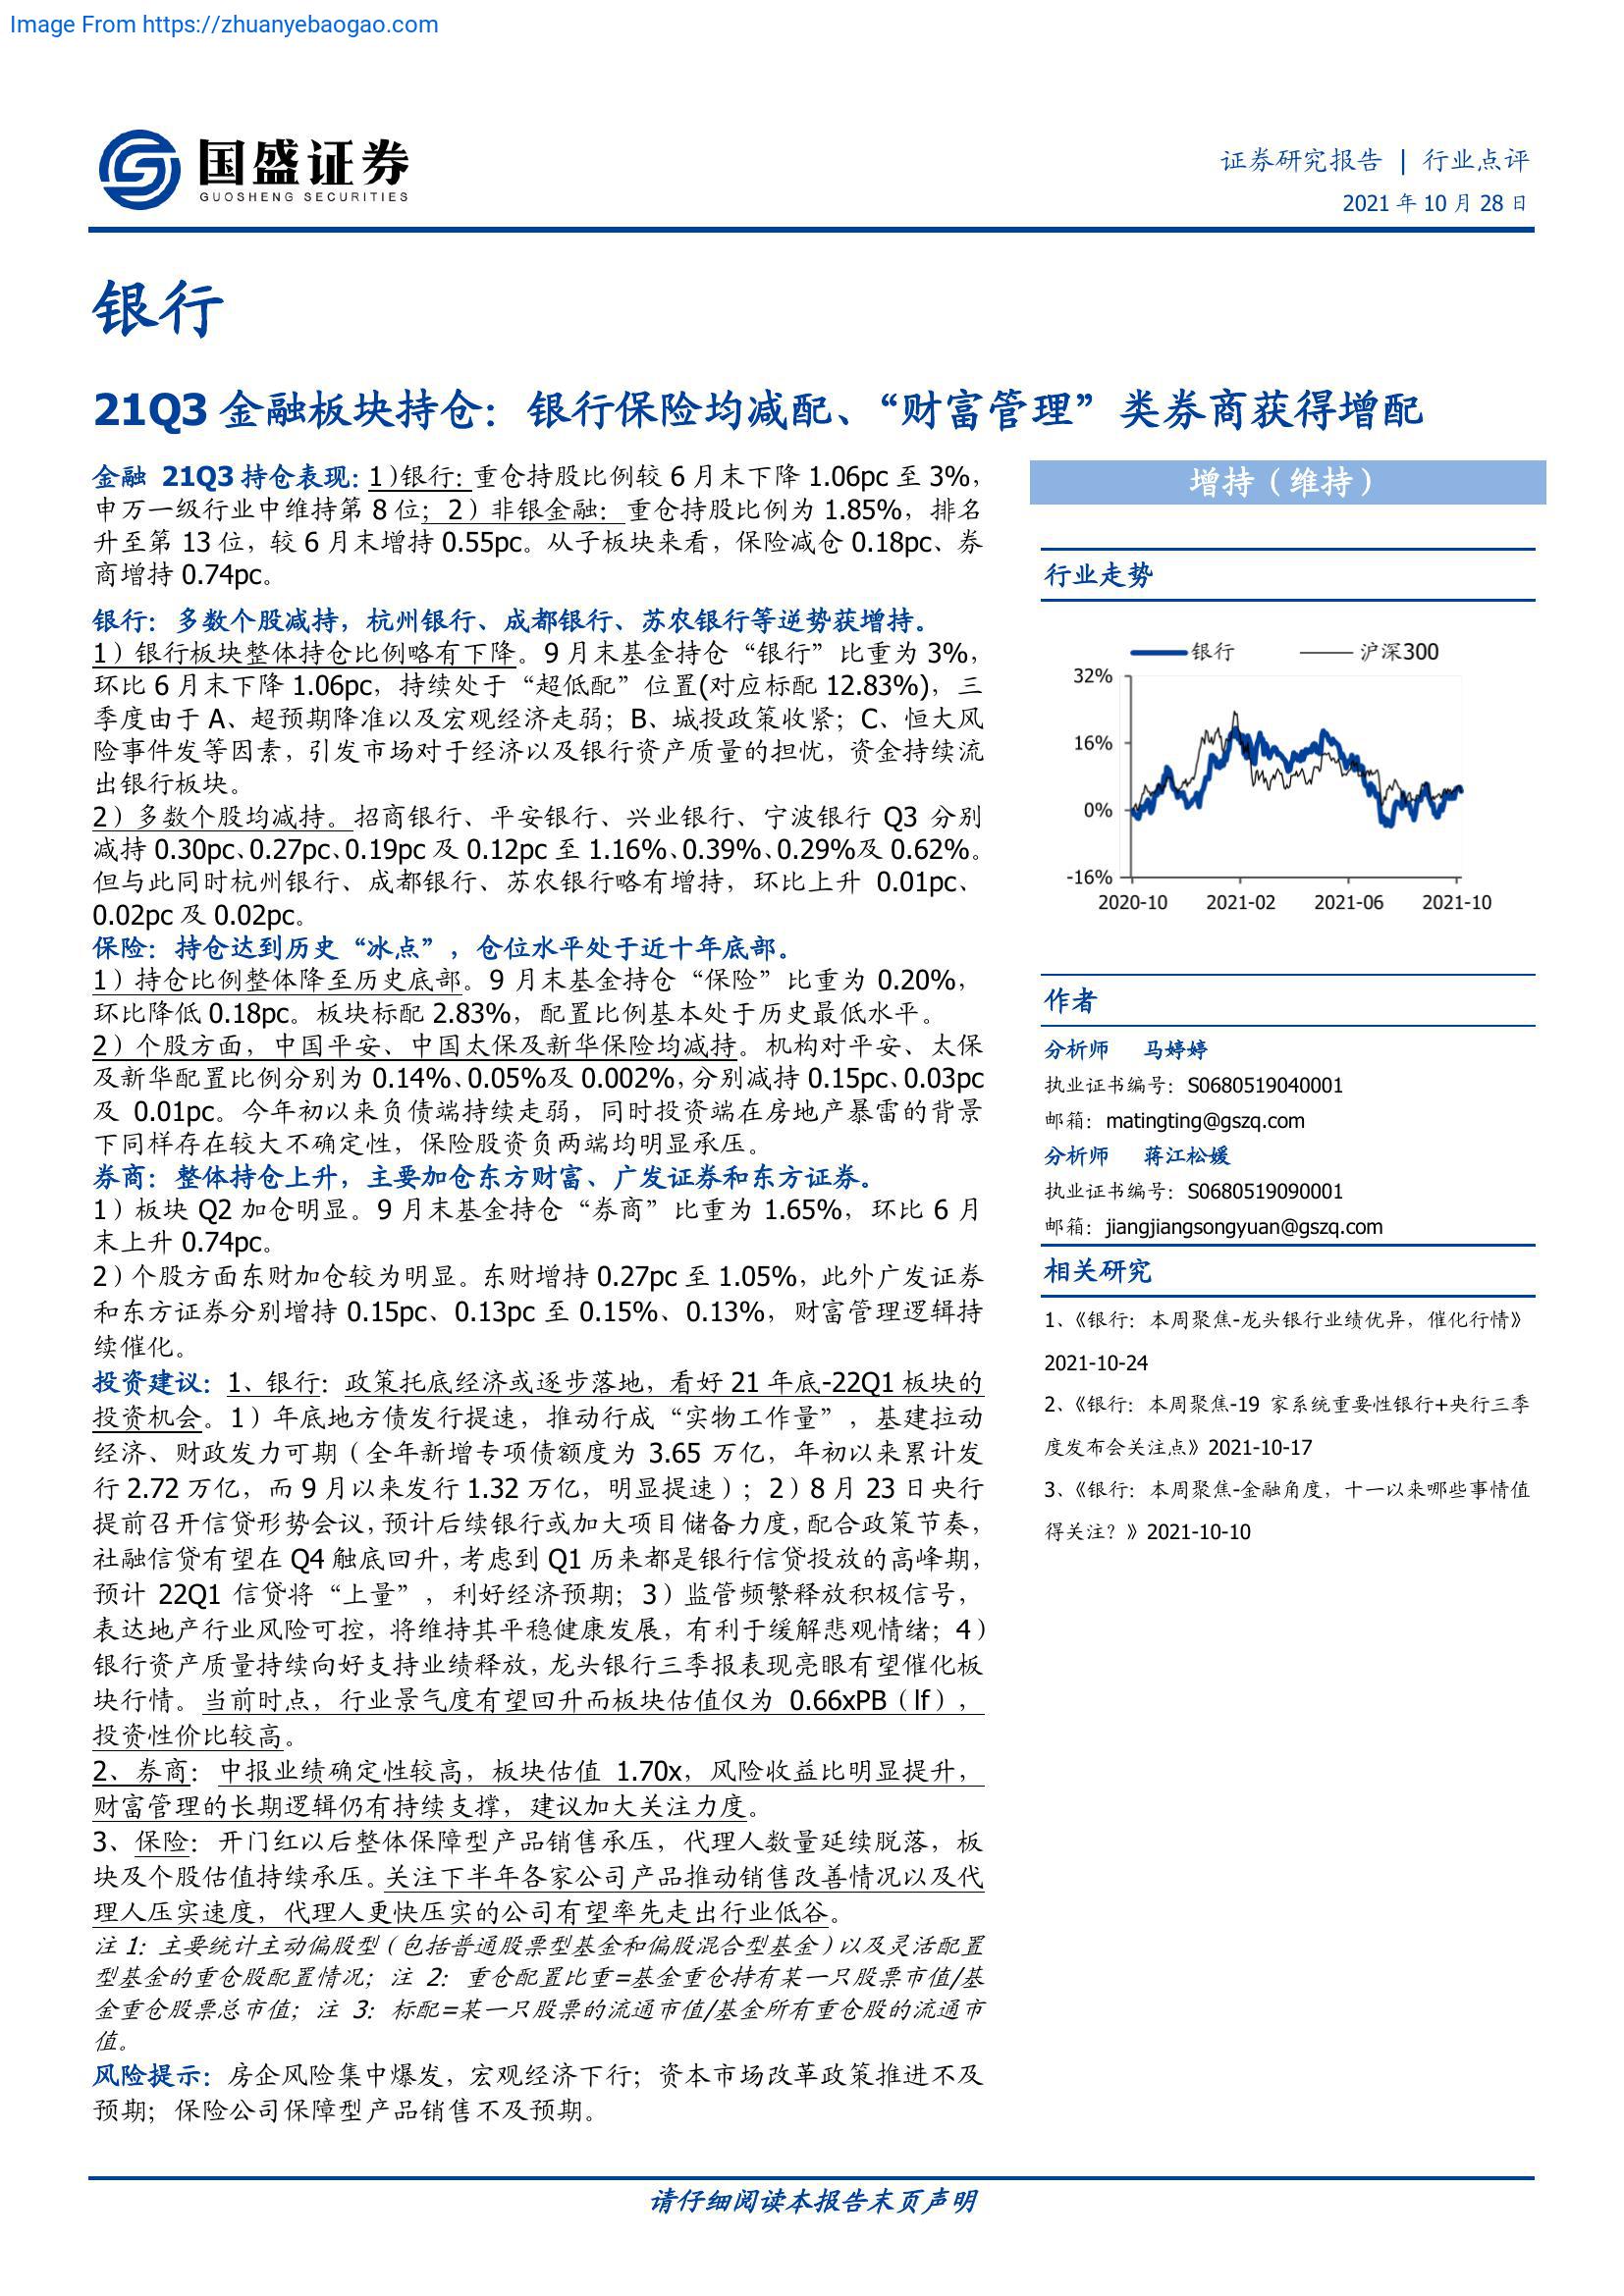 Image From https://zhuanyebaogao.com
国盛证券
GUOSHENG SECURITIES
证券研究报告 | 行业点评
2021 年 10 月 28 日
银行
21Q3 金融板块持仓：银行保险均减配、“财富管理”类券商获得增配
金融 21Q3 持仓表现：1)银行：重仓持股比例较 6 月末下降 1.06pc 至 3%，
申万一级行业中维持第 8 位；2）非银金融：重仓持股比例为 1.85%，排名
升至第 13 位，较 6 月末增持 0.55pc。从子板块来看，保险减仓 0.18pc、券
商增持 0.74pc。
银行：多数个股减持，杭州银行、成都银行、苏农银行等逆势获增持。
1）银行板块整体持仓比例略有下降。9 月末基金持仓“银行”比重为 3%，
环比 6 月末下降 1.06pc，持续处于“超低配”位置(对应标配 12.83%)，三
季度由于 A、超预期降准以及宏观经济走弱；B、城投政策收紧；C、恒大风
险事件发等因素，引发市场对于经济以及银行资产质量的担忧，资金持续流
出银行板块。
2）多数个股均减持。招商银行、平安银行、兴业银行、宁波银行 Q3 分别
减持 0.30pc、0.27pc、0.19pc 及 0.12pc 至 1.16%、0.39%、0.29%及 0.62%。
但与此同时杭州银行、成都银行、苏农银行略有增持，环比上升 0.01pc、
0.02pc 及 0.02pc。
保险：持仓达到历史“冰点”，仓位水平处于近十年底部。
1）持仓比例整体降至历史底部。9 月末基金持仓“保险”比重为 0.20%，
环比降低 0.18pc。板块标配 2.83%，配置比例基本处于历史最低水平。
2）个股方面，中国平安、中国太保及新华保险均减持。机构对平安、太保
及新华配置比例分别为 0.14%、0.05%及 0.002%，分别减持 0.15pc、0.03pc
及 0.01pc。今年初以来负债端持续走弱，同时投资端在房地产暴雷的背景
下同样存在较大不确定性，保险股资负两端均明显承压。
券商：整体持仓上升，主要加仓东方财富、广发证券和东方证券。
1）板块 Q2 加仓明显。9 月末基金持仓“券商”比重为 1.65%，环比 6 月
末上升 0.74pc。
2）个股方面东财加仓较为明显。东财增持 0.27pc 至 1.05%，此外广发证券
和东方证券分别增持 0.15pc、0.13pc 至 0.15%、0.13%，财富管理逻辑持
续催化。
投资建议：1、银行：政策托底经济或逐步落地，看好 21 年底-22Q1 板块的
投资机会。1）年底地方债发行提速，推动行成“实物工作量”，基建拉动
经济、财政发力可期（全年新增专项债额度为 3.65 万亿，年初以来累计发
行 2.72 万亿，而 9 月以来发行 1.32 万亿，明显提速）；2）8 月 23 日央行
提前召开信贷形势会议，预计后续银行或加大项目储备力度，配合政策节奏，
社融信贷有望在 Q4 触底回升，考虑到 Q1 历来都是银行信贷投放的高峰期，
预计 22Q1 信贷将“上量”，利好经济预期；3）监管频繁释放积极信号，
表达地产行业风险可控，将维持其平稳健康发展，有利于缓解悲观情绪；4）
银行资产质量持续向好支持业绩释放，龙头银行三季报表现亮眼有望催化板
块行情。当前时点，行业景气度有望回升而板块估值仅为 0.66xPB（lf），
投资性价比较高。
2、券商：中报业绩确定性较高，板块估值 1.70x，风险收益比明显提升，
财富管理的长期逻辑仍有持续支撑，建议加大关注力度。
3、保险：开门红以后整体保障型产品销售承压，代理人数量延续脱落，板
块及个股估值持续承压。关注下半年各家公司产品推动销售改善情况以及代
理人压实速度，代理人更快压实的公司有望率先走出行业低谷。
注 1：主要统计主动偏股型（包括普通股票型基金和偏股混合型基金）以及灵活配置
型基金的重仓股配置情况；注 2：重仓配置比重=基金重仓持有某一只股票市值/基
金重仓股票总市值；注 3：标配=某一只股票的流通市值/基金所有重仓股的流通市
值。
风险提示：房企风险集中爆发，宏观经济下行；资本市场改革政策推进不及
预期；保险公司保障型产品销售不及预期。
增持（维持）
行业走势
银行 沪深300
32%
16%
0%
-16%
2020-10 2021-02 2021-06 2021-10
作者
分析师 马婷婷
执业证书编号：S0680519040001
邮箱：matingting@gszq.com
分析师 蒋江松媛
执业证书编号：S0680519090001
邮箱：jiangjiangsongyuan@gszq.com
相关研究
1、《银行：本周聚焦-龙头银行业绩优异，催化行情》
2021-10-24
2、《银行：本周聚焦-19 家系统重要性银行+央行三季
度发布会关注点》2021-10-17
3、《银行：本周聚焦-金融角度，十一以来哪些事情值
得关注？》2021-10-10
请仔细阅读本报告末页声明